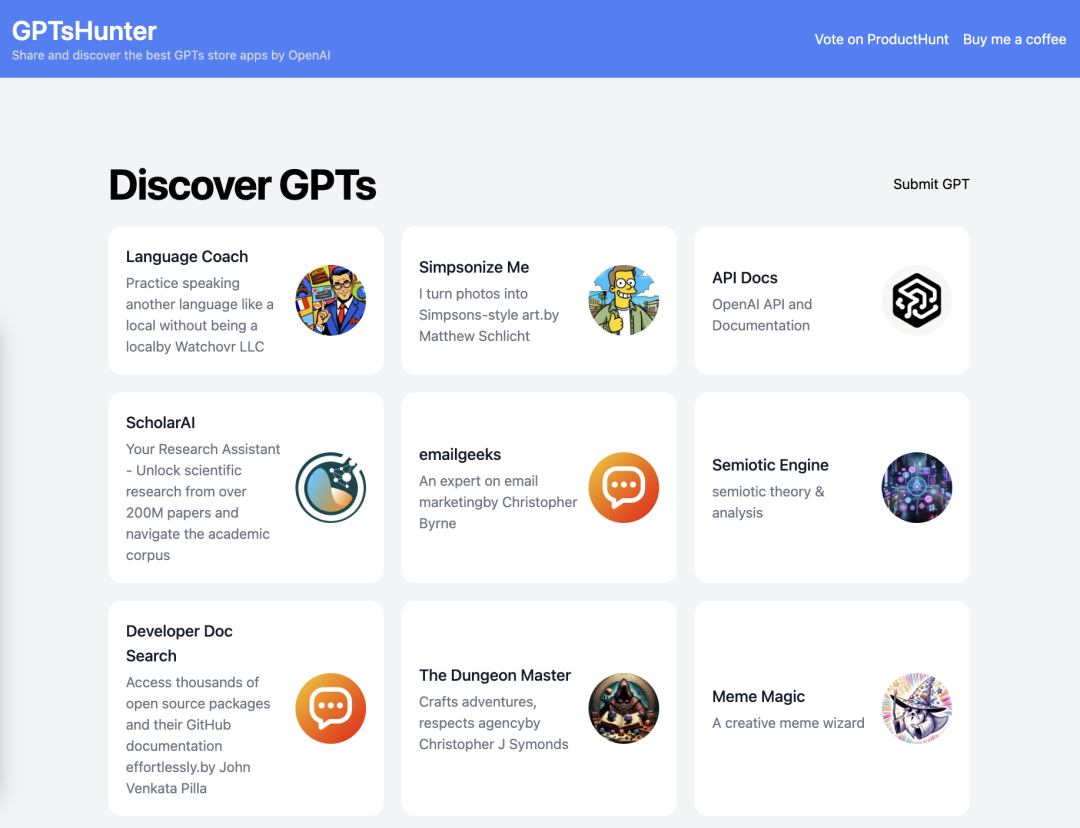 GPTsHunter
Share and discover the best GPTs store apps by OpenAI
Vote on ProductHunt
Buy me a coffee
Discover GPTs
Submit GPT
Language Coach
Practice speaking
another language like a
local without being a
localby Watchovr LLC
Simpsonize Me
I turn photos into
Simpsons-style art.by
Matthew Schlicht
API Docs
OpenAI API and
Documentation
ScholarAI
Your Research Assistant
- Unlock scientific
research from over
200M papers and
navigate the academic
corpus
emailgeeks
An expert on email
marketingby Christopher
Byrne
Semiotic Engine
semiotic theory &
analysis
Developer Doc
Search
Access thousands of
open source packages
and their GitHub
documentation
effortlessly.by John
Venkata Pilla
The Dungeon Master
Crafts adventures,
respects agencyby
Christopher J Symonds
Meme Magic
A creative meme wizard